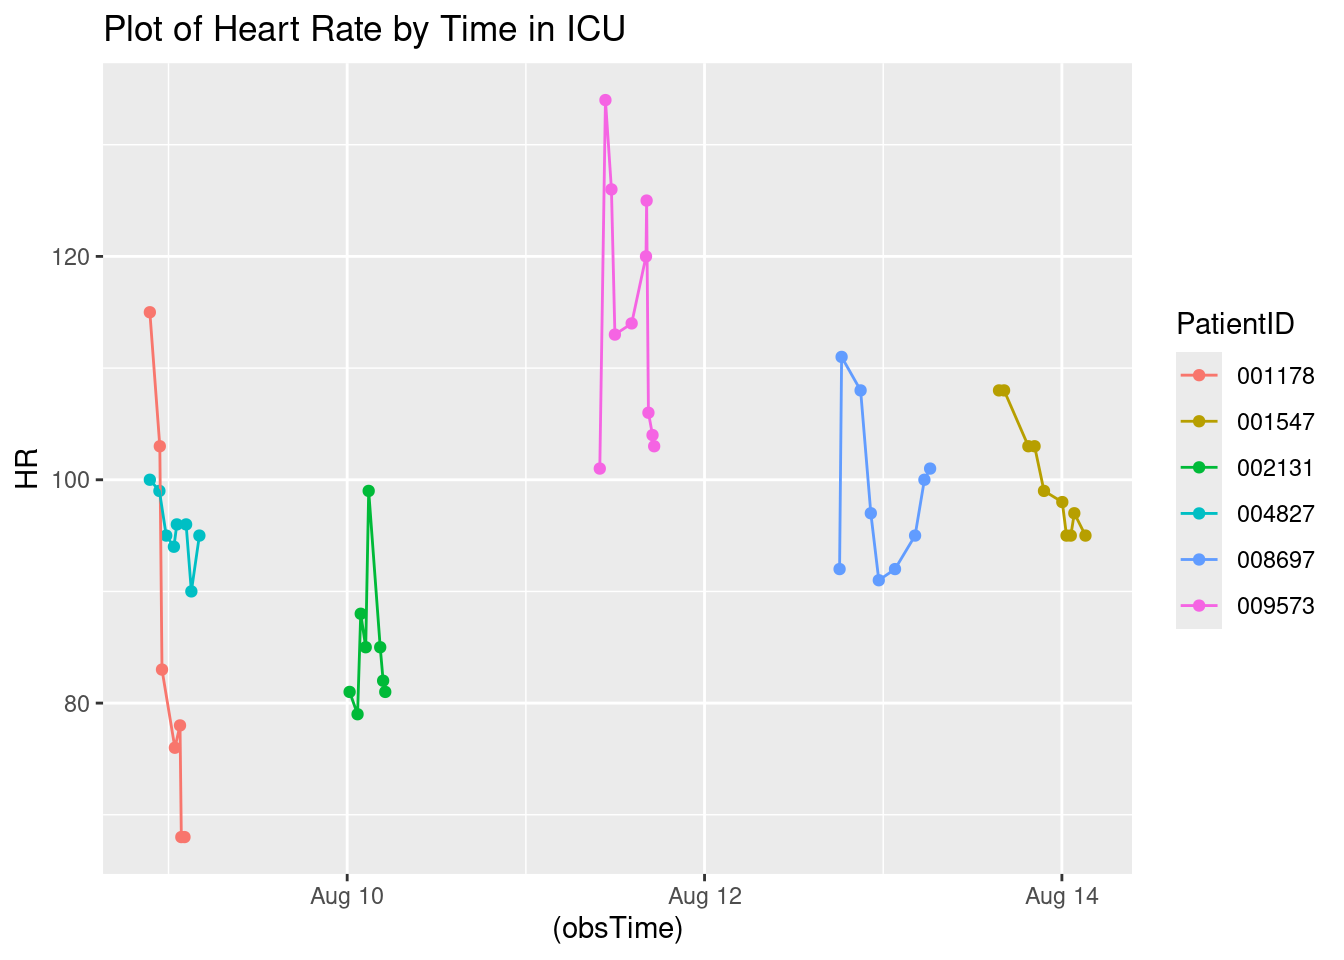 Plot of Heart Rate by Time in ICU
HR
120
100
80
Aug 10
Aug 12
Aug 14
(obsTime)
PatientID
001178
001547
002131
004827
008697
009573